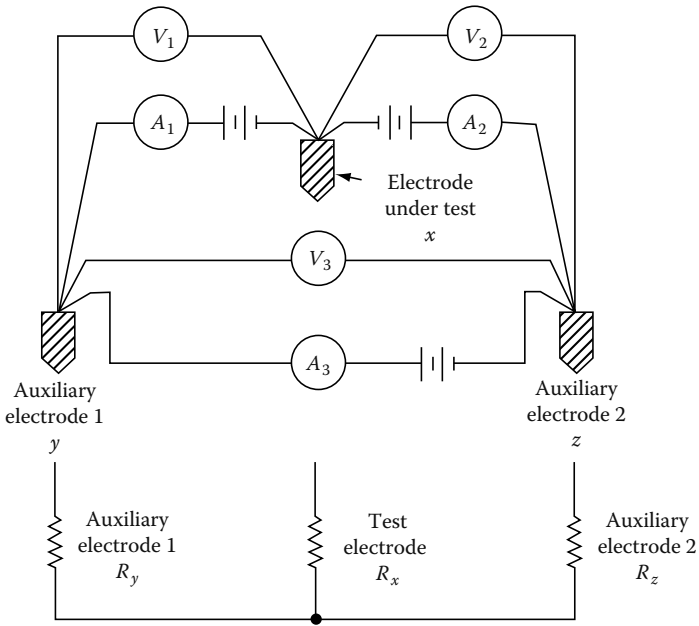 V1
V2
A1
A2
Electrode
under test
x
V3
A3
Auxiliary
electrode 1
y
Auxiliary
electrode 2
z
Auxiliary
electrode 1
Ry
Test
electrode
Rx
Auxiliary
electrode 2
Rz